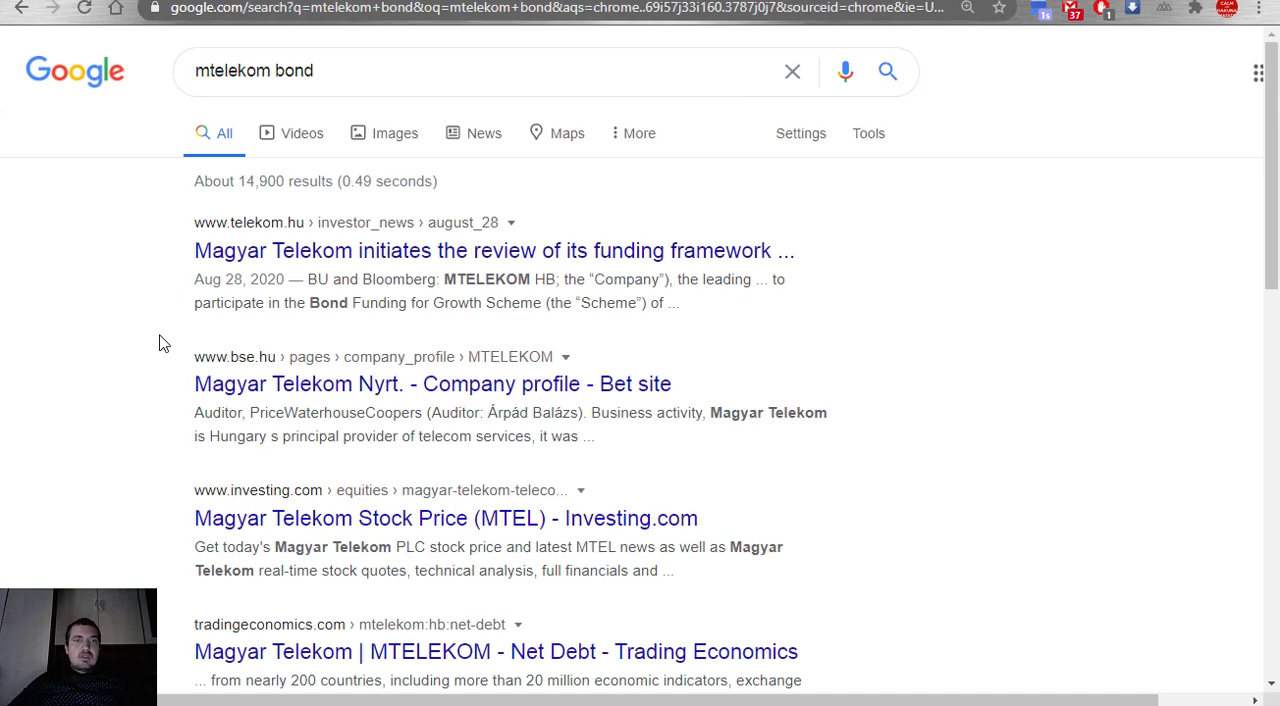 google.com/search?q=mtelekom+bond&oq=mtelekom+bond&aqs=chrome..69i57j33i160.3787j0j7&sourceid=chrome&ie=U...
1s
37
1
Google
mtelekom bond
All Videos Images News Maps More Settings Tools
About 14,900 results (0.49 seconds)
www.telekom.hu › investor_news › august_28
Magyar Telekom initiates the review of its funding framework ...
Aug 28, 2020 — BU and Bloomberg: MTELEKOM HB; the “Company”), the leading ... to
participate in the Bond Funding for Growth Scheme (the “Scheme”) of ...
www.bse.hu › pages › company_profile › MTELEKOM
Magyar Telekom Nyrt. - Company profile - Bet site
Auditor, PriceWaterhouseCoopers (Auditor: Árpád Balázs). Business activity, Magyar Telekom
is Hungary s principal provider of telecom services, it was ...
www.investing.com › equities › magyar-telekom-teleco...
Magyar Telekom Stock Price (MTEL) - Investing.com
Get today's Magyar Telekom PLC stock price and latest MTEL news as well as Magyar
Telekom real-time stock quotes, technical analysis, full financials and ...
tradingeconomics.com › mtelekom:hb:net-debt
Magyar Telekom | MTELEKOM - Net Debt - Trading Economics
... from nearly 200 countries, including more than 20 million economic indicators, exchange